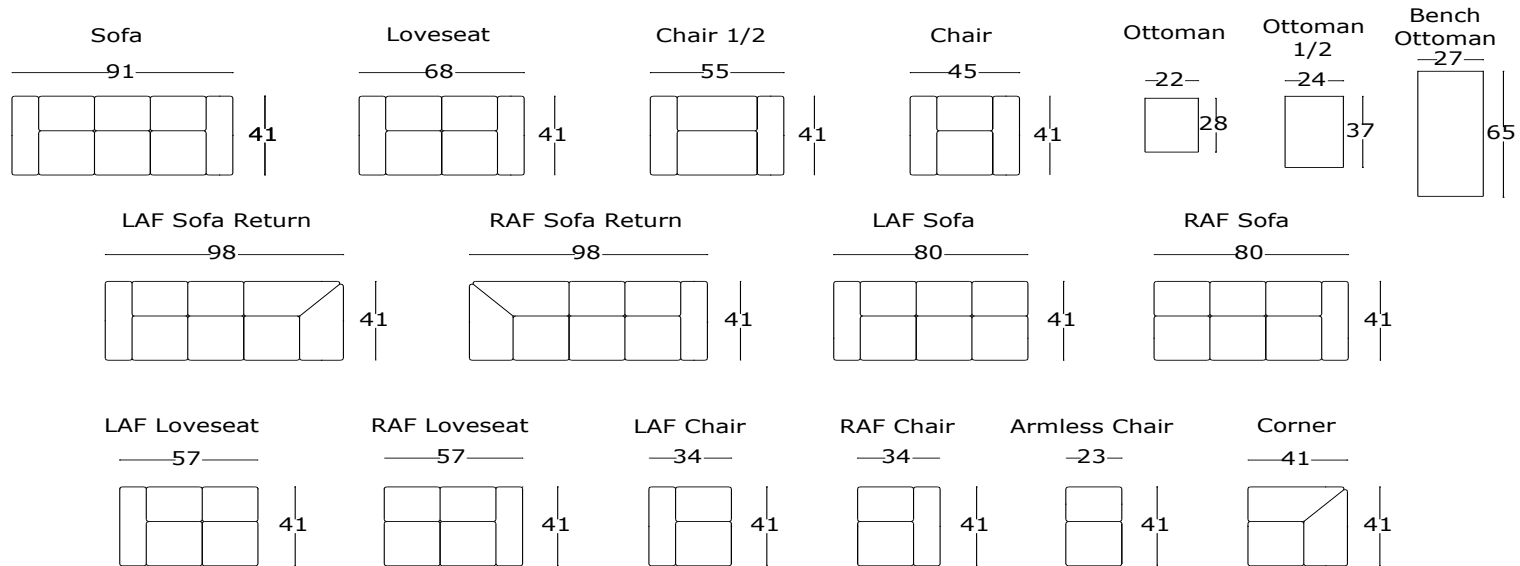 Sofa
91
41
Loveseat
68
41
Chair 1/2
55
41
Chair
45
41
Ottoman
22
28
Ottoman
1/2
24
37
Bench
Ottoman
27
65
LAF Sofa Return
98
41
RAF Sofa Return
98
41
LAF Sofa
80
41
RAF Sofa
80
41
LAF Loveseat
57
41
RAF Loveseat
57
41
LAF Chair
34
41
RAF Chair
34
41
Armless Chair
23
41
Corner
41
41